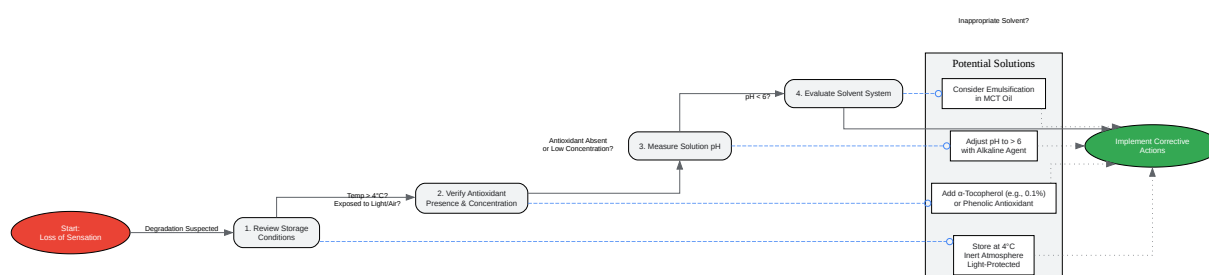 Inappropriate Solvent?
Potential Solutions
Consider Emulsification
in MCT Oil
4. Evaluate Solvent System
pH < 6?
Adjust pH to > 6
with Alkaline Agent
Implement Corrective
Actions
Antioxidant Absent
or Low Concentration?
3. Measure Solution pH
Add α-Tocopherol (e.g., 0.1%)
or Phenolic Antioxidant
2. Verify Antioxidant
Presence & Concentration
Temp > 4°C?
Exposed to Light/Air?
Start:
Loss of Sensation
Degradation Suspected
1. Review Storage
Conditions
Store at 4°C
Inert Atmosphere
Light-Protected